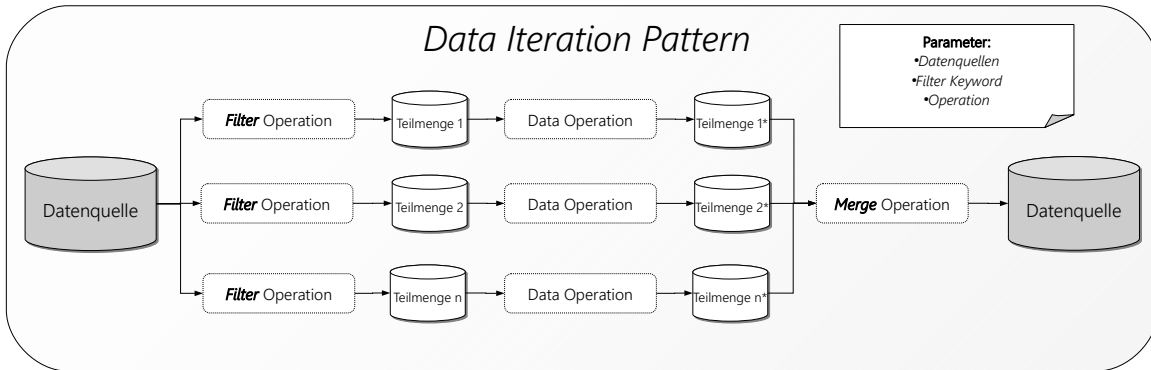 Data Iteration Pattern
Parameter:
•Datenquellen
•Filter Keyword
•Operation
Filter Operation
Teilmenge 1
Data Operation
Teilmenge 1*
Datenquelle
Filter Operation
Teilmenge 2
Data Operation
Teilmenge 2*
Merge Operation
Datenquelle
Filter Operation
Teilmenge n
Data Operation
Teilmenge n*